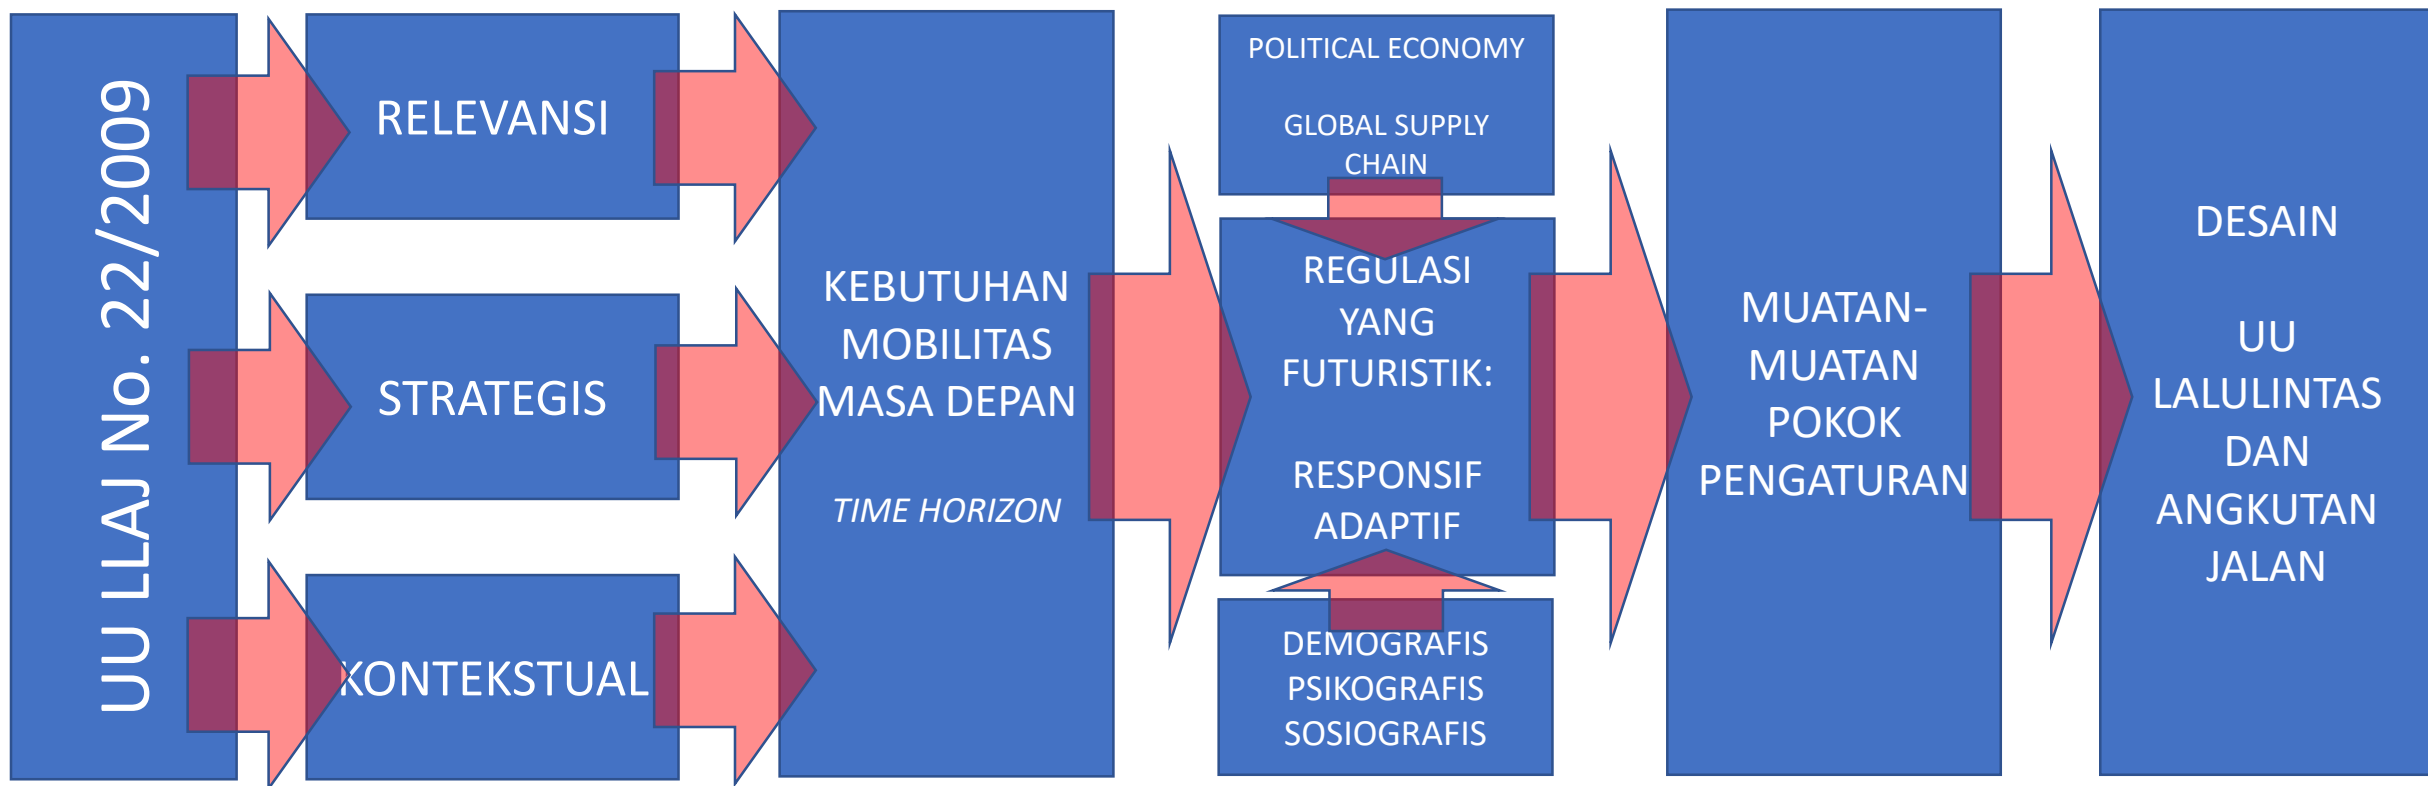 UU LLAJ No. 22/2009
RELEVANSI
STRATEGIS
KONTEKSTUAL
KEBUTUHAN
MOBILITAS
MASA DEPAN
TIME HORIZON
POLITICAL ECONOMY
GLOBAL SUPPLY
CHAIN
REGULASI
YANG
FUTURISTIK:
RESPONSIF
ADAPTIF
DEMOGRAFIS
PSIKOGRAFIS
SOSIOGRAFIS
MUATAN-
MUATAN
POKOK
PENGATURAN
DESAIN
UU
LALULINTAS
DAN
ANGKUTAN
JALAN